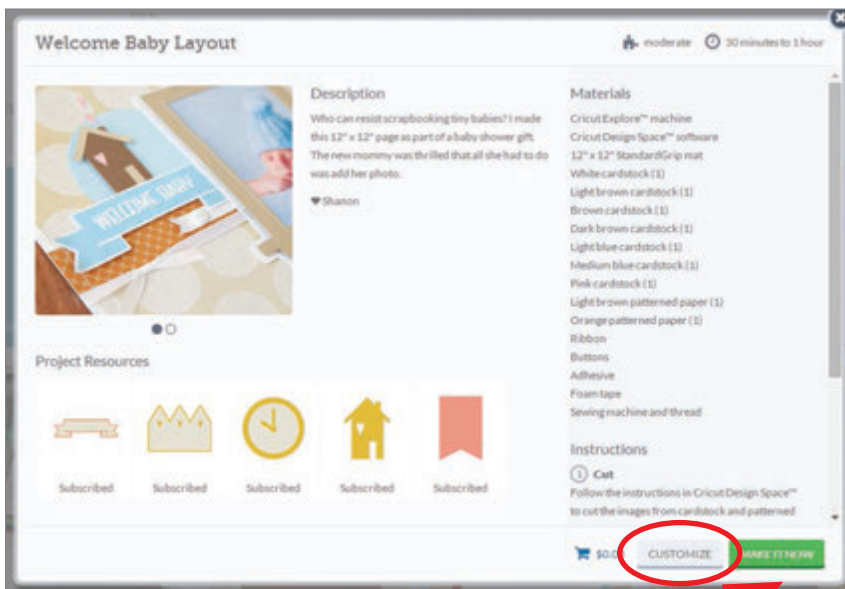 Welcome Baby Layout
moderate
30 minutes to 1 hour
WELCOME BABY
Description
Who can resist scrapbooking tiny babies? I made
this 12" x 12" page as part of a baby shower gift.
The new mommy was thrilled that all she had to do
was add her photo.
Shanon
Project Resources
Subscribed
Subscribed
Subscribed
Subscribed
Subscribed
Materials
Cricut Explore™ machine
Cricut Design Space™ software
12" x 12" StandardGrip mat
White cardstock (1)
Light brown cardstock (1)
Brown cardstock (1)
Dark brown cardstock (1)
Light blue cardstock (1)
Medium blue cardstock (1)
Pink cardstock (1)
Light brown patterned paper (1)
Orange patterned paper (1)
Ribbon
Buttons
Adhesive
Foam tape
Sewing machine and thread
Instructions
1 Cut
Follow the instructions in Cricut Design Space™
to cut the images from cardstock and patterned
$0.0
CUSTOMIZE
MAKE IT NOW